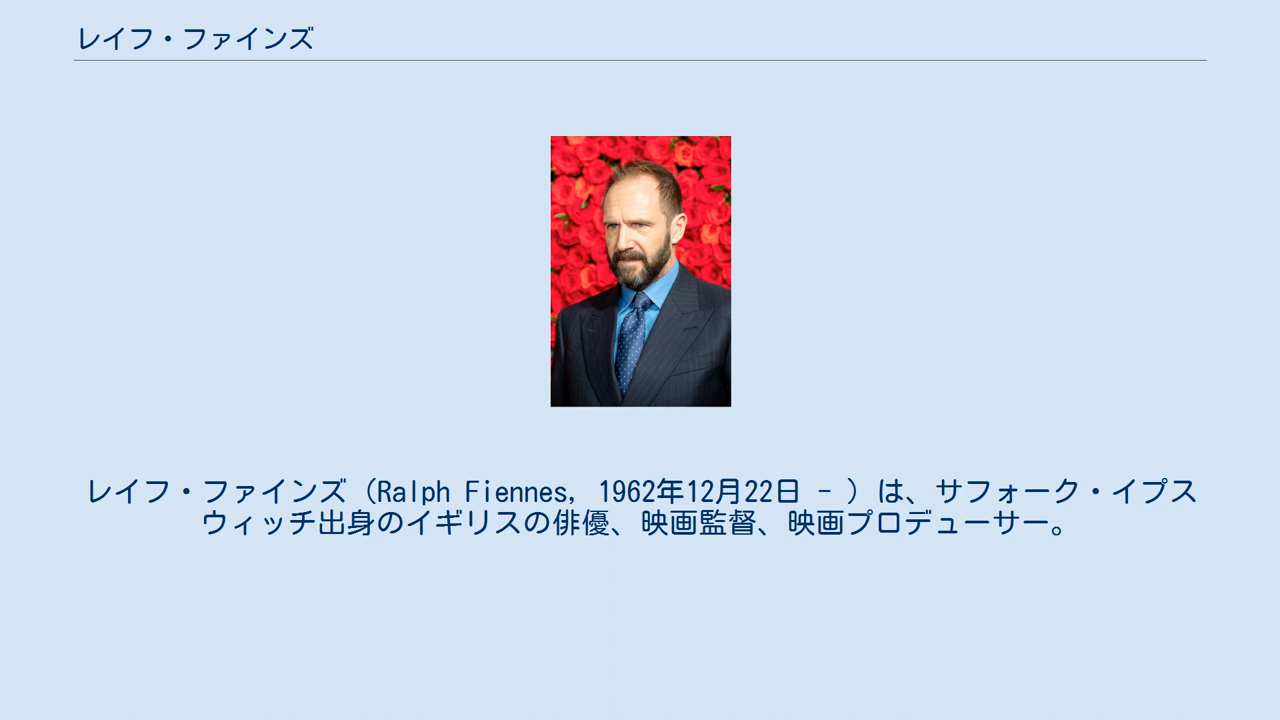 レイフ・ファインズ
レイフ・ファインズ（Ralph Fiennes, 1962年12月22日 - ）は、サフォーク・イプス
ウィッチ出身のイギリスの俳優、映画監督、映画プロデューサー。